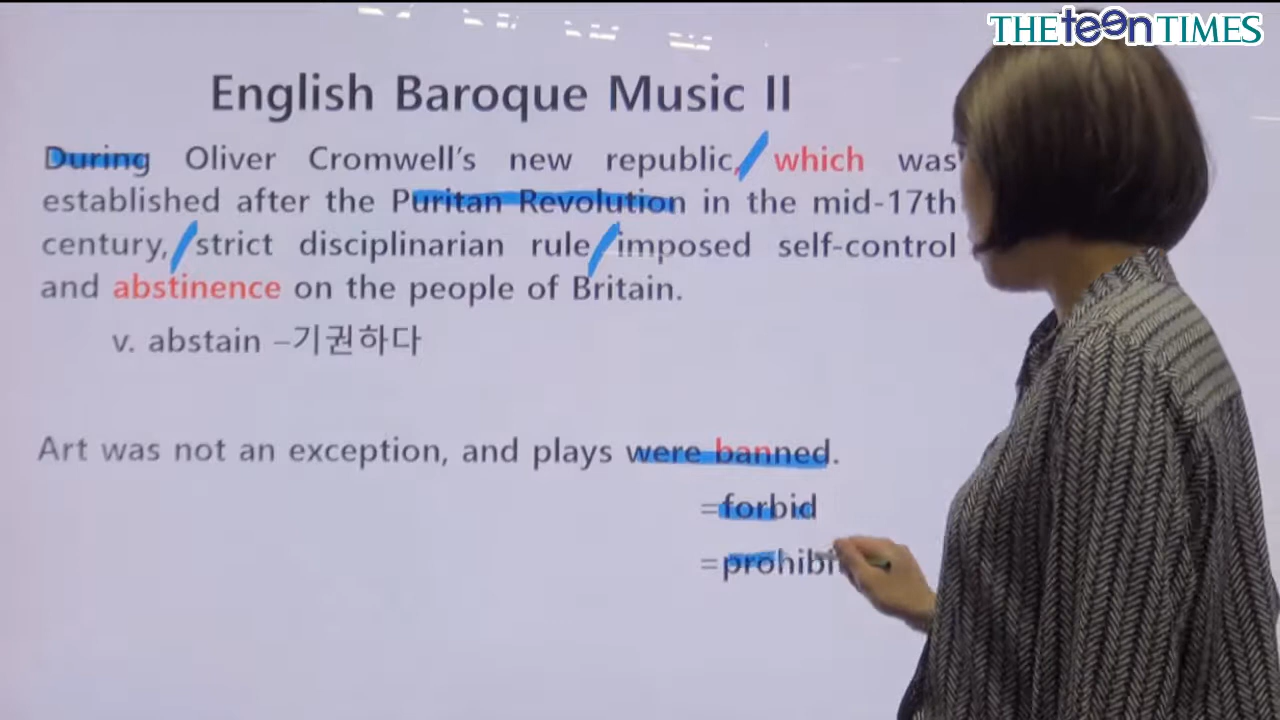 THE teen TIMES
English Baroque Music II
During Oliver Cromwell's new republic, which was
established after the Puritan Revolution in the mid-17th
century, strict disciplinarian rule imposed self-control
and abstinence on the people of Britain.
v. abstain –기권하다
Art was not an exception, and plays were banned.
=forbid
=prohibi